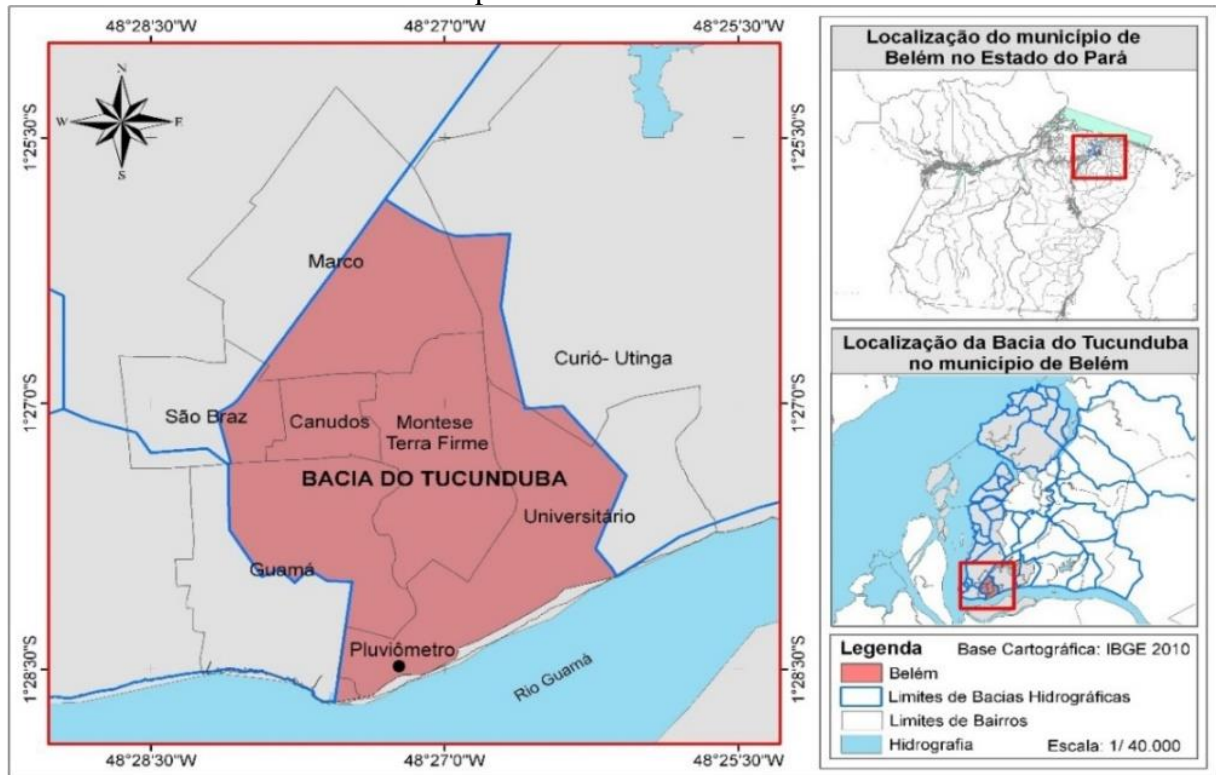 48°28'30"W
48°27'0"W
48°25'30"W
N
W
E
S
1°25'30"S
1°25'30"S
Marco
Curió- Utinga
1°27'0"S
1°27'0"S
São Braz
Canudos
Montese
Terra Firme
BACIA DO TUCUNDUBA
Universitário
Guamá
Pluviômetro
Rio Guamá
1°28'30"S
1°28'30"S
48°28'30"W
48°27'0"W
48°25'30"W
Localização do município de
Belém no Estado do Pará
Localização da Bacia do Tucunduba
no município de Belém
Legenda
Base Cartográfica: IBGE 2010
Belém
Limites de Bacias Hidrográficas
Limites de Bairros
Hidrografia
Escala: 1/ 40.000